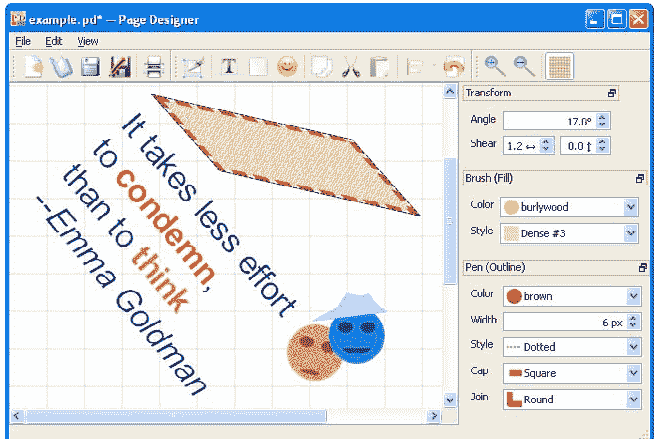 example.pd* — Page Designer
File Edit View
Transform
Angle 17.0°
Shear 1.2 ↔ 0.0 ↕
Brush (Fill)
Color burlywood
Style Dense #3
Pen (Outline)
Color brown
Width 6 px
Style Dotted
Cap Square
Join Round
It takes less effort
to condemn,
than to think
--Emma Goldman